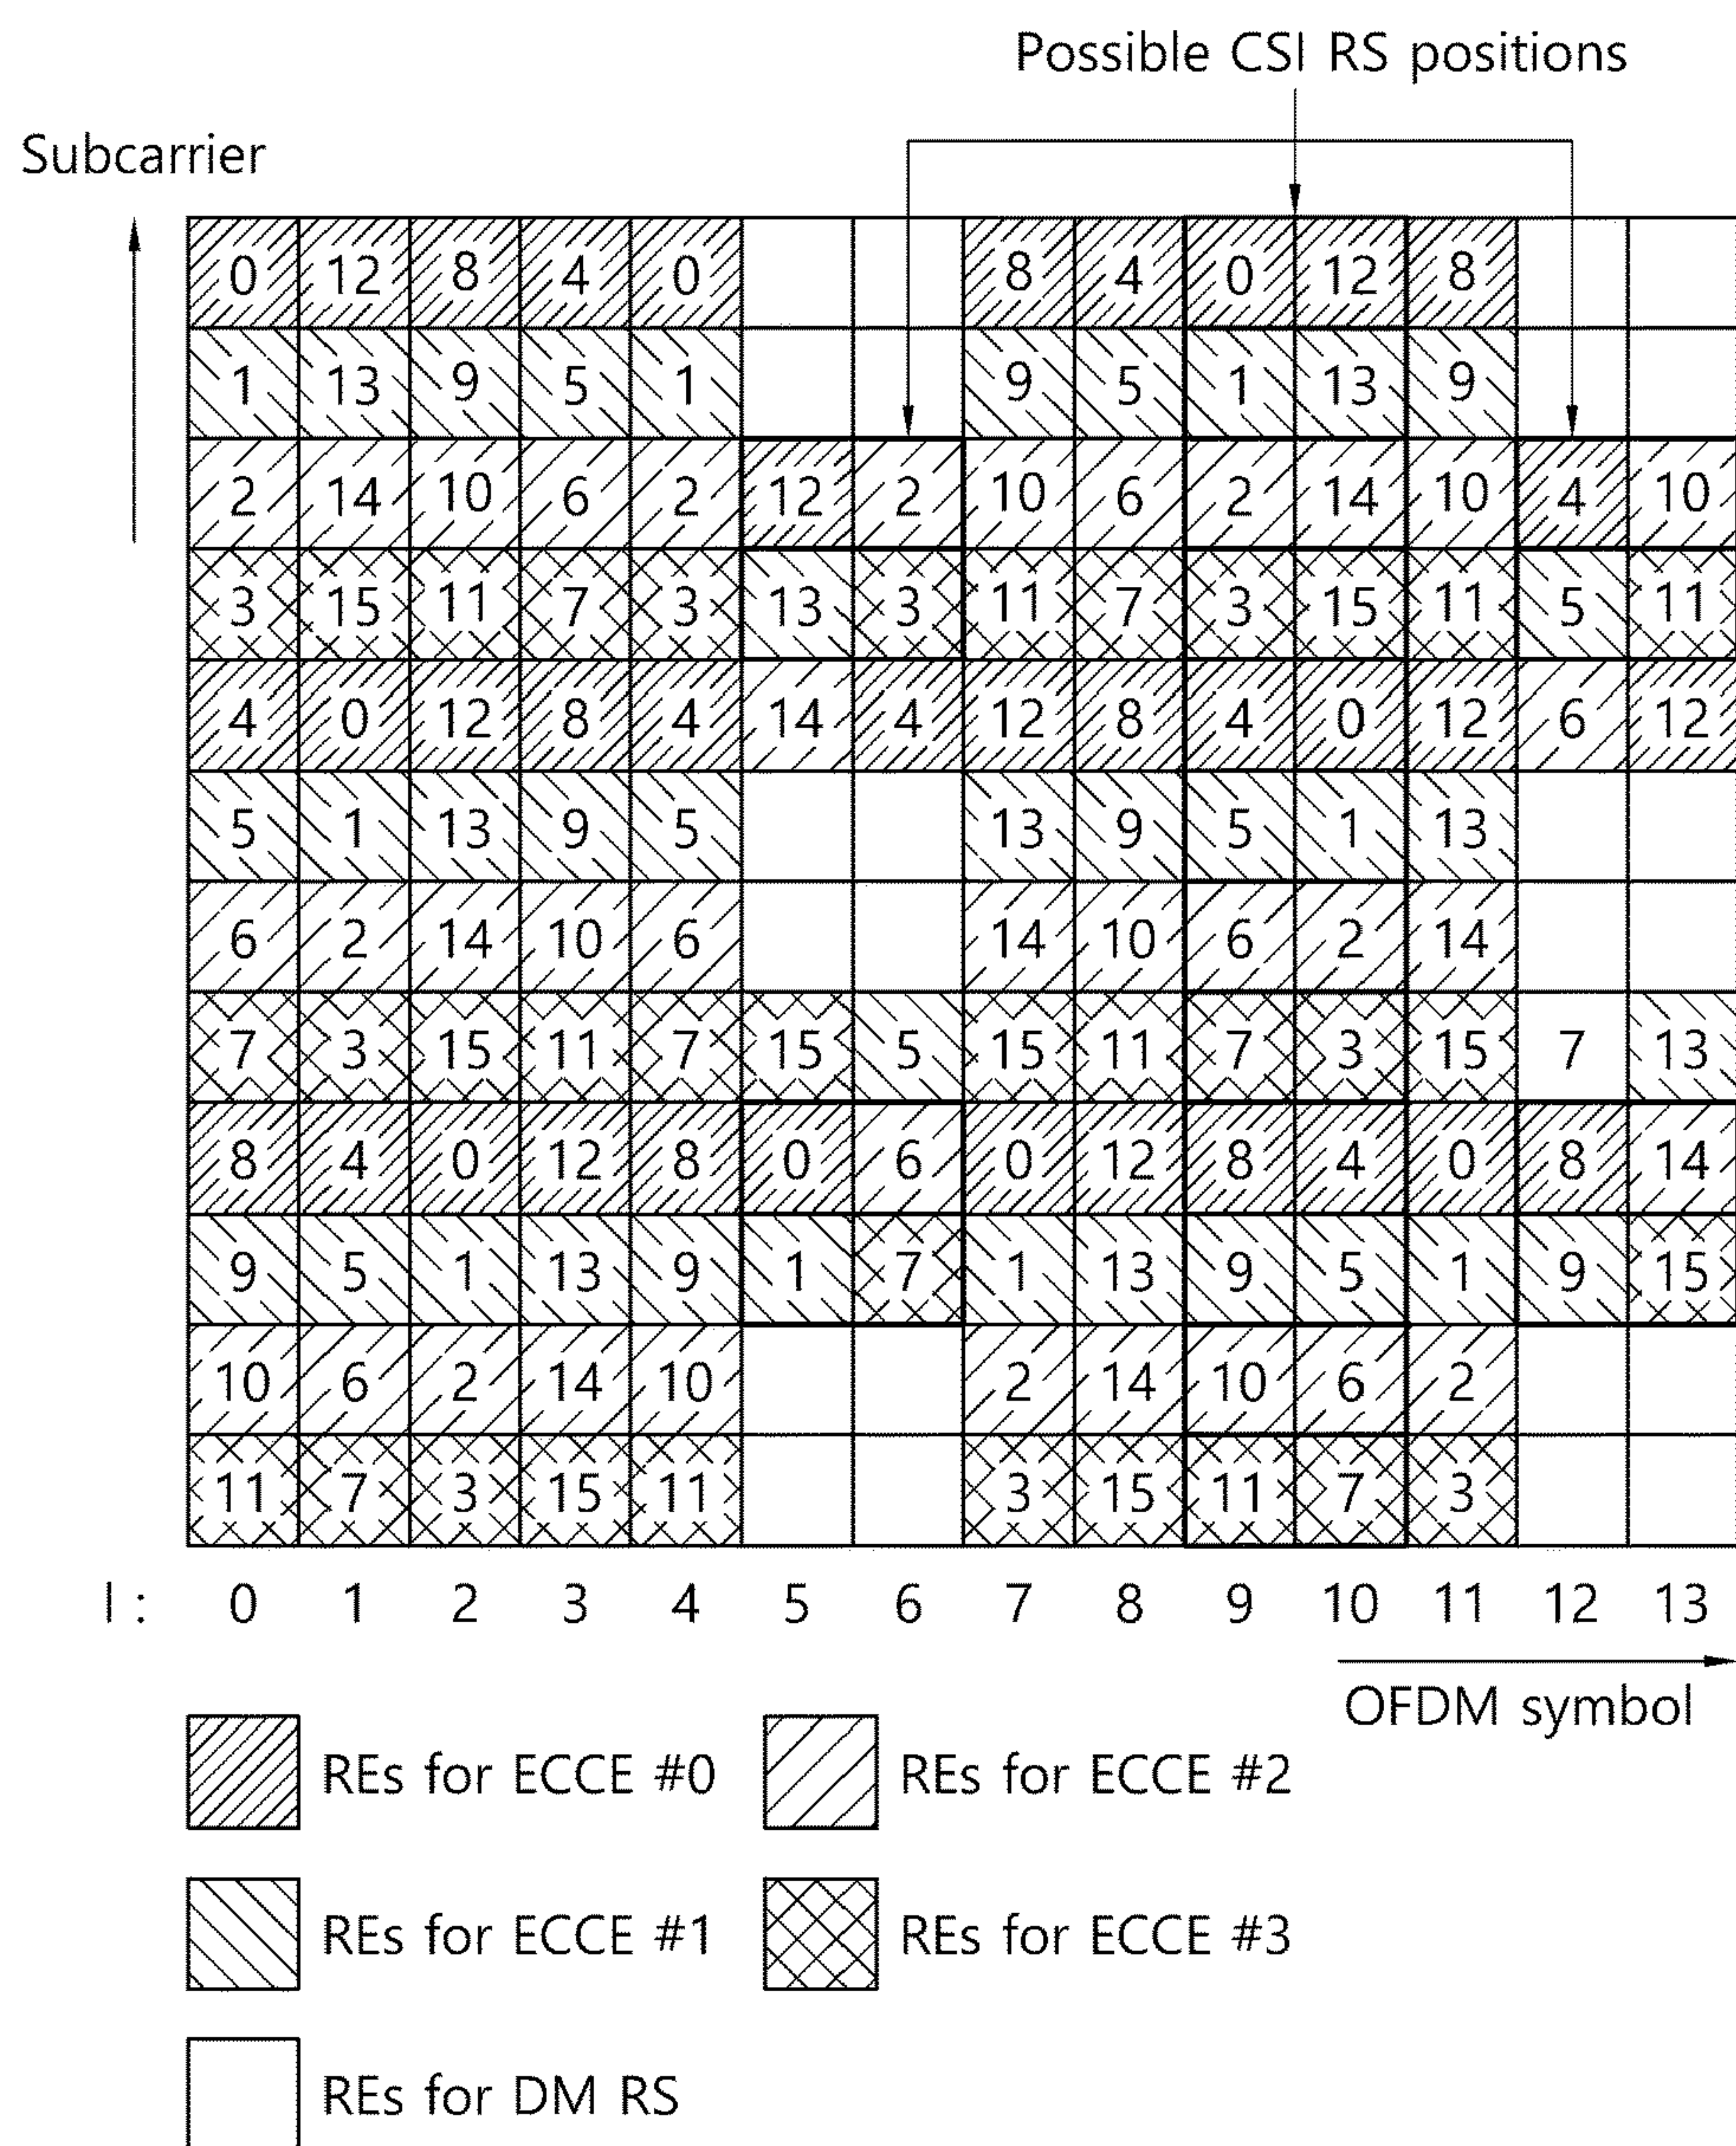 Possible CSI RS positions
Subcarrier
0 12 8 4 0 8 4 0 12 8
1 13 9 5 1 9 5 1 13 9
2 14 10 6 2 12 2 10 6 2 14 10 4 10
3 15 11 7 3 13 3 11 7 3 15 11 5 11
4 0 12 8 4 14 4 12 8 4 0 12 6 12
5 1 13 9 5 13 9 5 1 13
6 2 14 10 6 14 10 6 2 14
7 3 15 11 7 15 5 15 11 7 3 15 7 13
8 4 0 12 8 0 6 0 12 8 4 0 8 14
9 5 1 13 9 1 7 1 13 9 5 1 9 15
10 6 2 14 10 2 14 10 6 2
11 7 3 15 11 3 15 11 7 3
l : 0 1 2 3 4 5 6 7 8 9 10 11 12 13
OFDM symbol
REs for ECCE #0 REs for ECCE #2
REs for ECCE #1 REs for ECCE #3
REs for DM RS